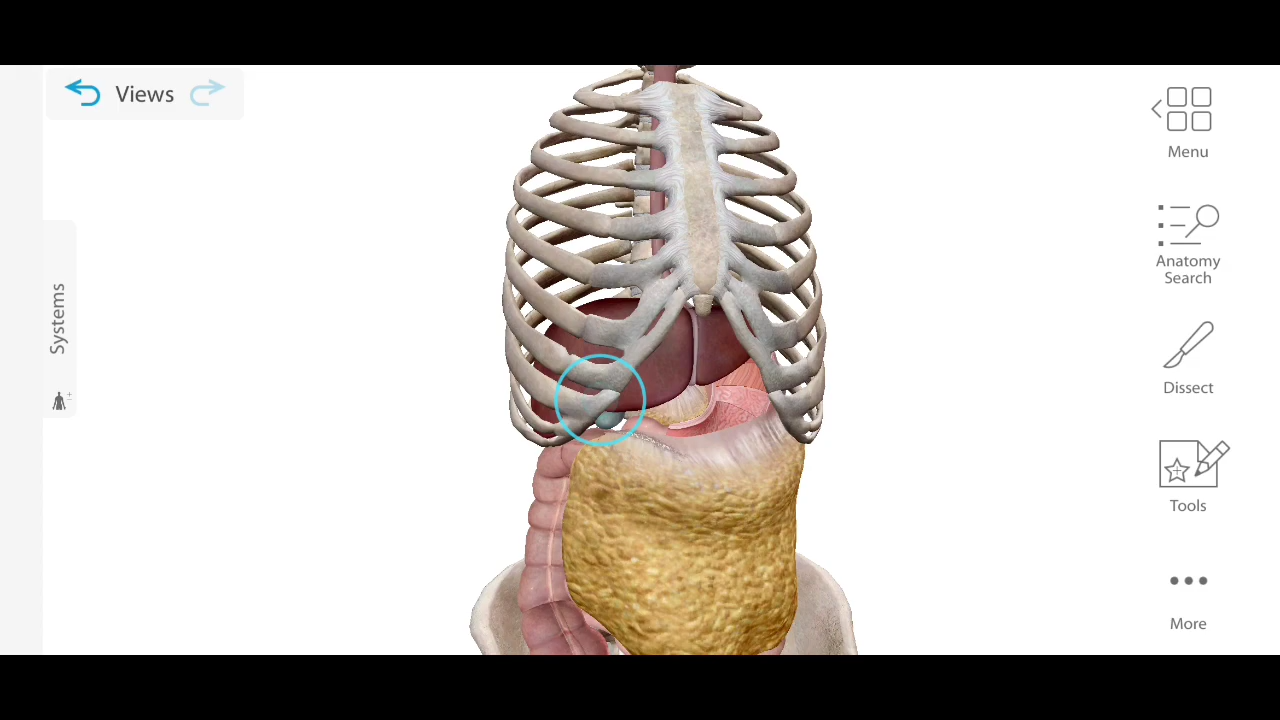 Views
Menu
Systems
Anatomy
Search
Dissect
Tools
More